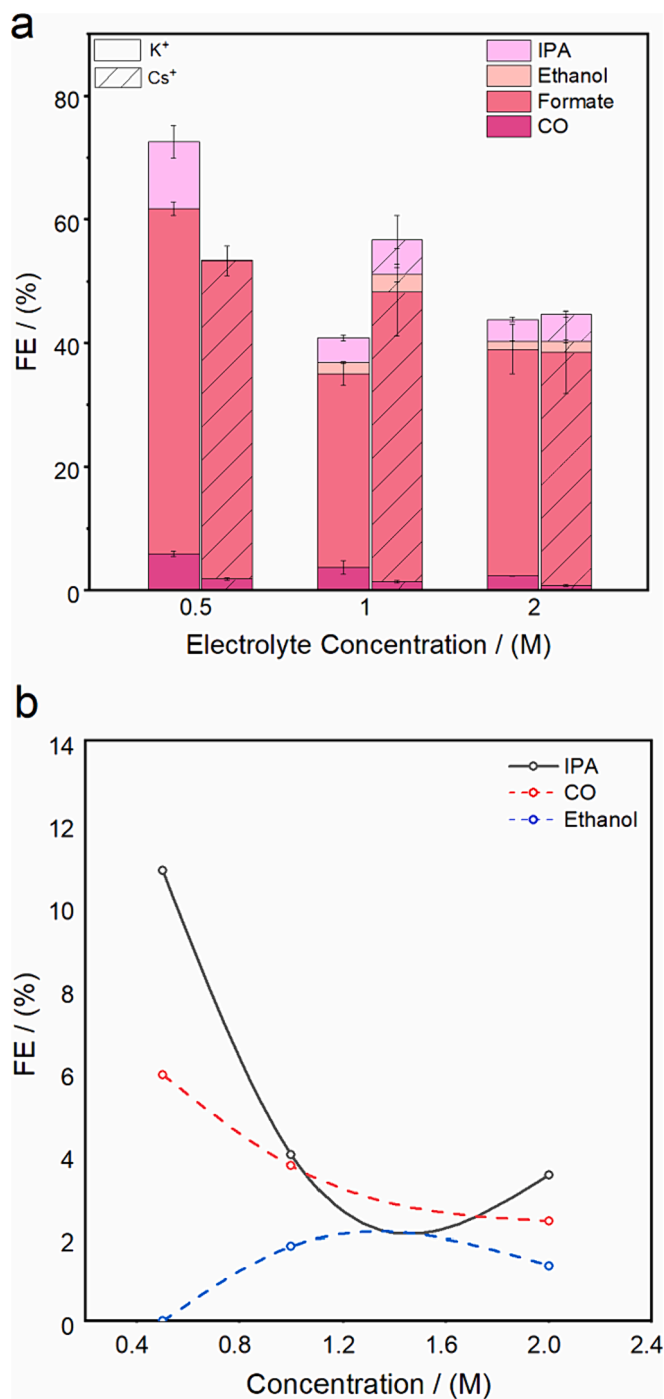 a
K⁺
Cs⁺
IPA
Ethanol
Formate
CO
80
60
40
20
0
FE / (%)
0.5
1
2
Electrolyte Concentration / (M)
b
14
12
10
8
6
4
2
0
FE / (%)
IPA
CO
Ethanol
0.4
0.8
1.2
1.6
2.0
2.4
Concentration / (M)